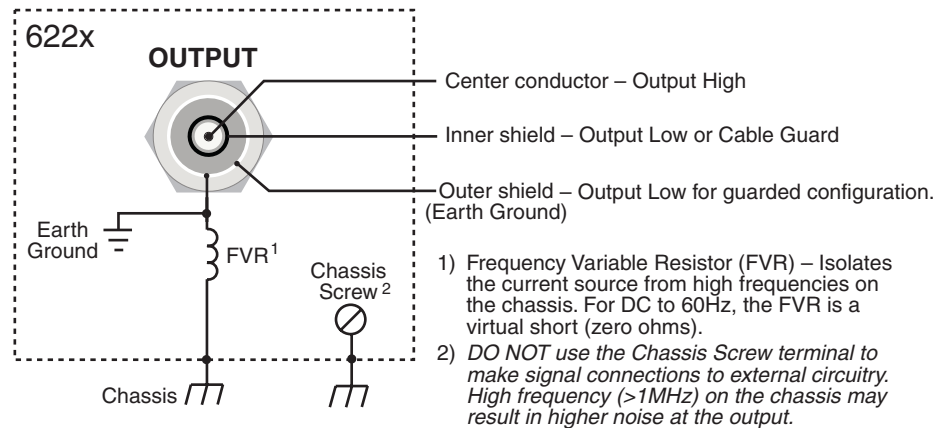 622x
OUTPUT
Center conductor – Output High
Inner shield – Output Low or Cable Guard
Outer shield – Output Low for guarded configuration.
(Earth Ground)
Earth
Ground
FVR1
Chassis
Screw2
Chassis
1) Frequency Variable Resistor (FVR) – Isolates
the current source from high frequencies on
the chassis. For DC to 60Hz, the FVR is a
virtual short (zero ohms).
2) DO NOT use the Chassis Screw terminal to
make signal connections to external circuitry.
High frequency (>1MHz) on the chassis may
result in higher noise at the output.